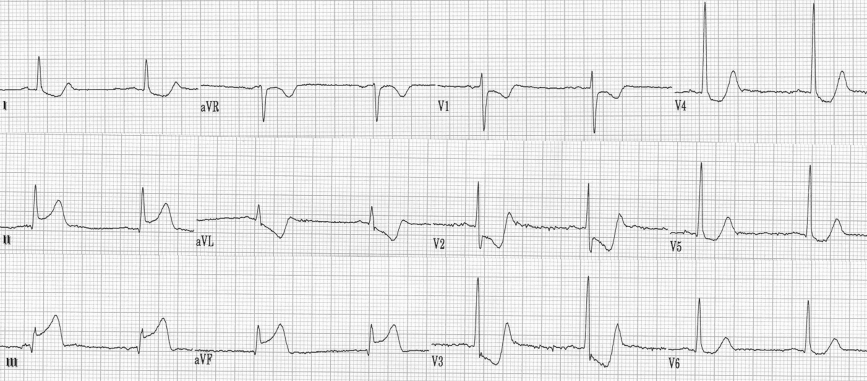 I aVR V1 V4
II aVL V2 V5
III aVF V3 V6